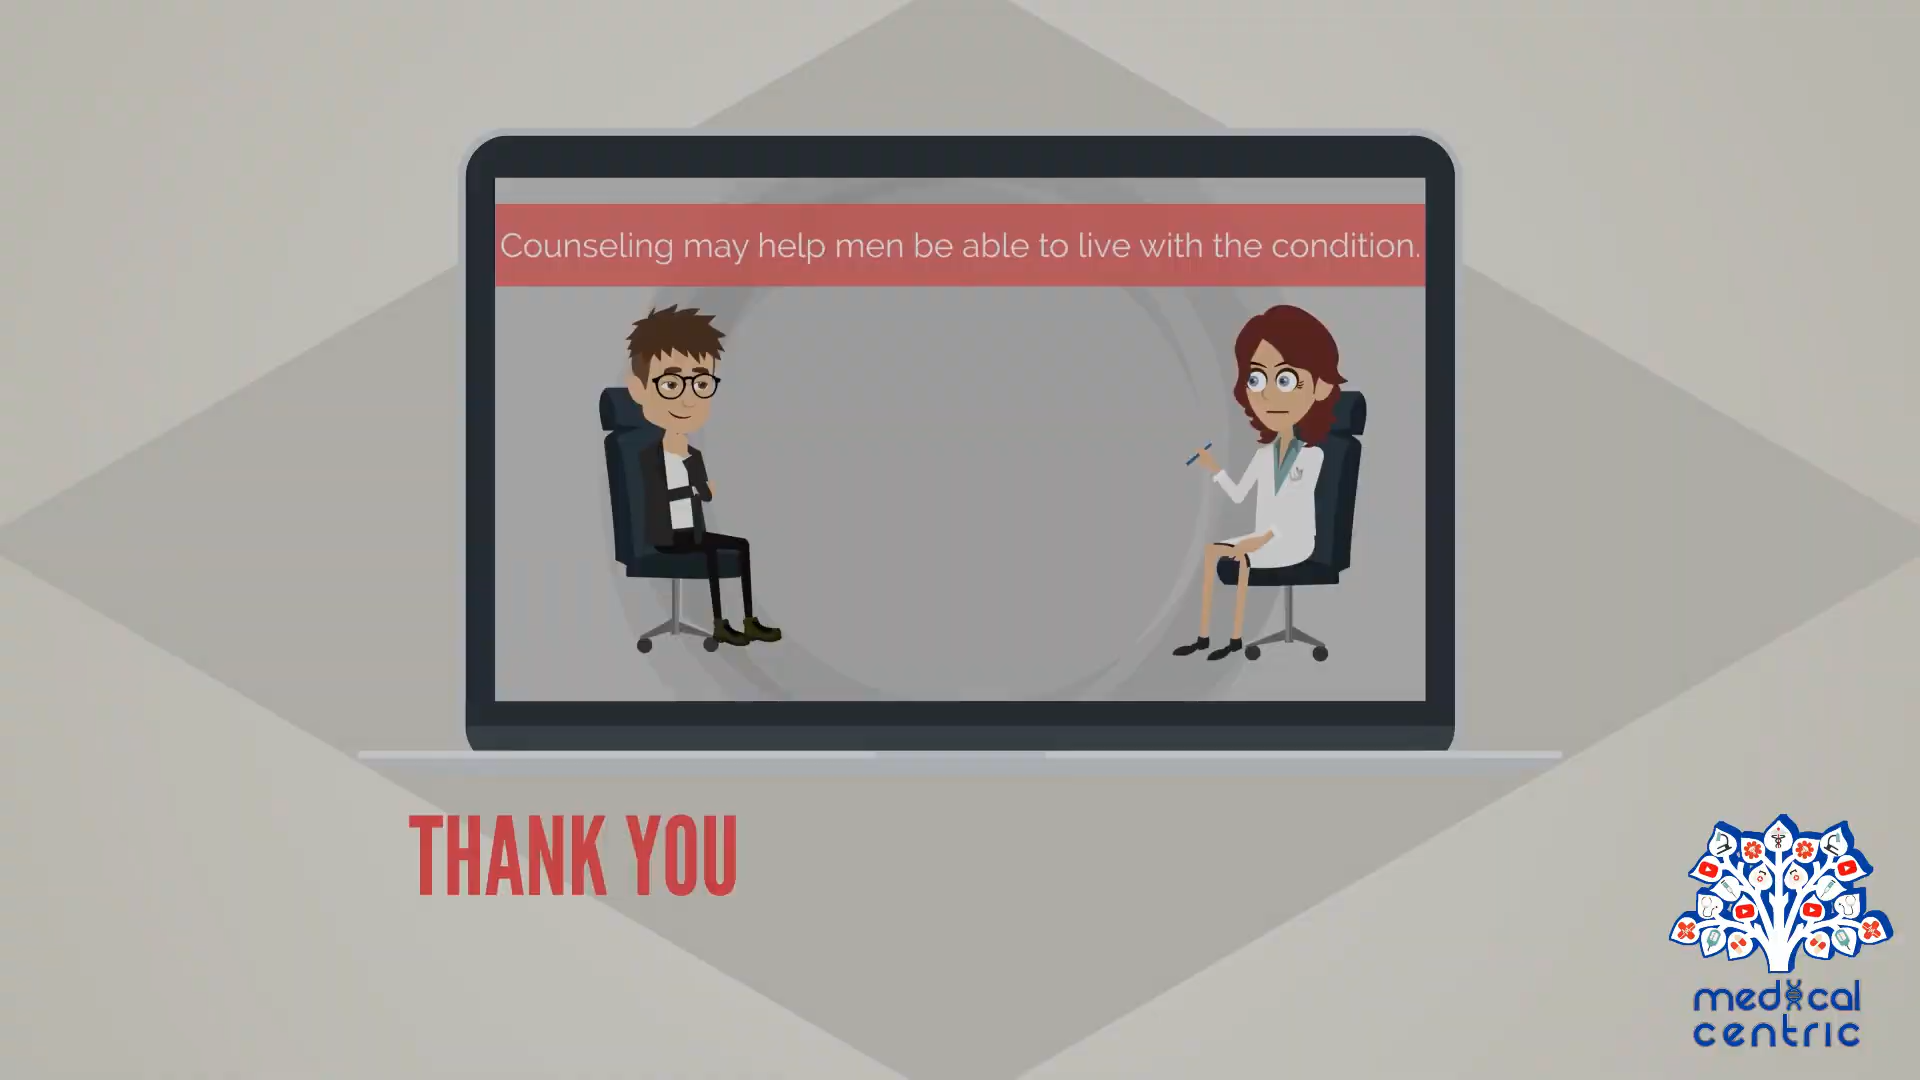 Counseling may help men be able to live with the condition.
THANK YOU
medical
centric